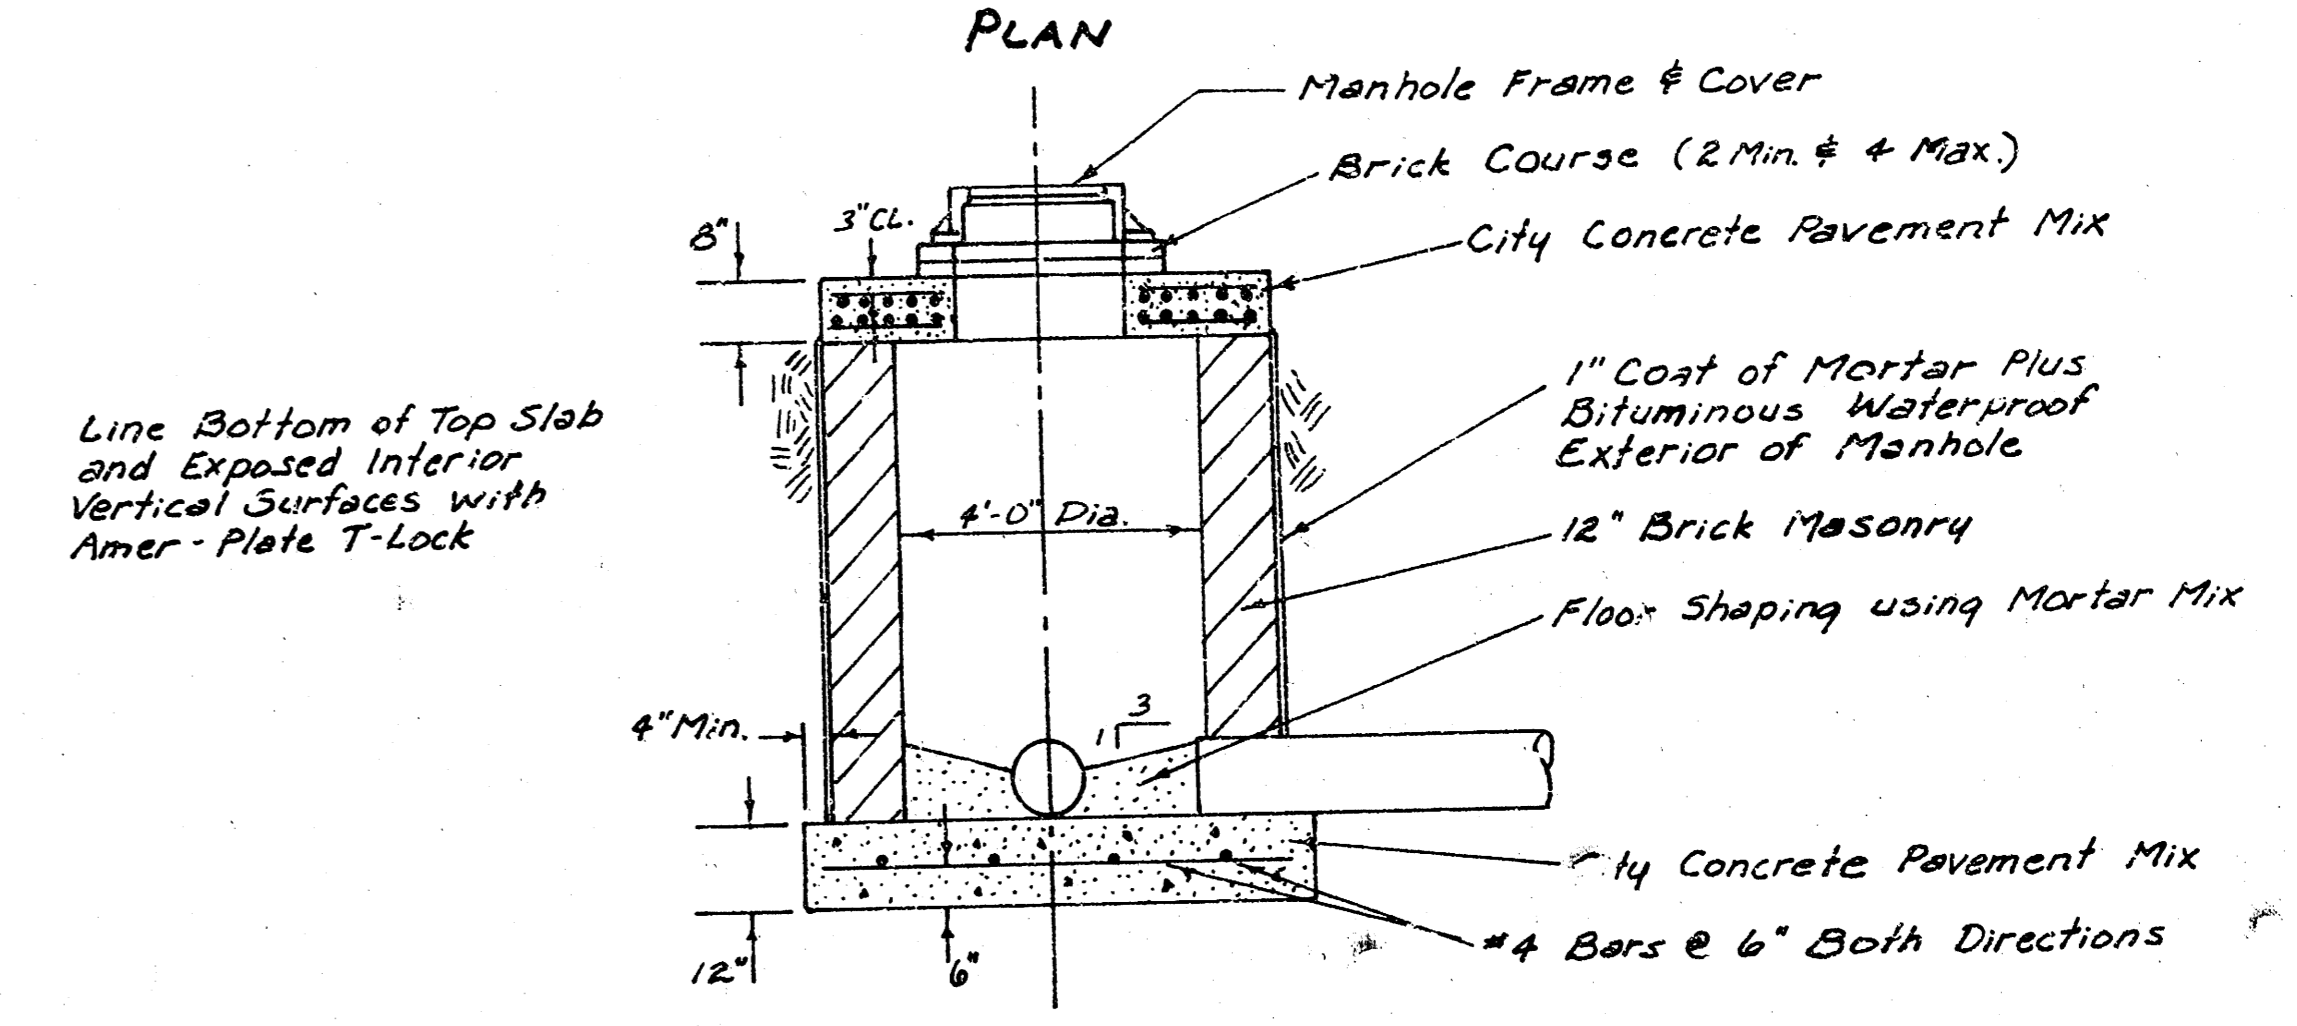 PLAN
Manhole Frame & Cover
Brick Course (2 Min. & 4 Max.)
City Concrete Pavement Mix
8"
3" CL.
1" Coat of Mortar Plus
Bituminous Waterproof
Exterior of Manhole
Line Bottom of Top Slab
and Exposed Interior
Vertical Surfaces with
Amer-Plate T-Lock
4'-0" Dia.
12" Brick Masonry
Floor Shaping using Mortar Mix
4" Min.
3
1
ty Concrete Pavement Mix
#4 Bars @ 6" Both Directions
12"
6"